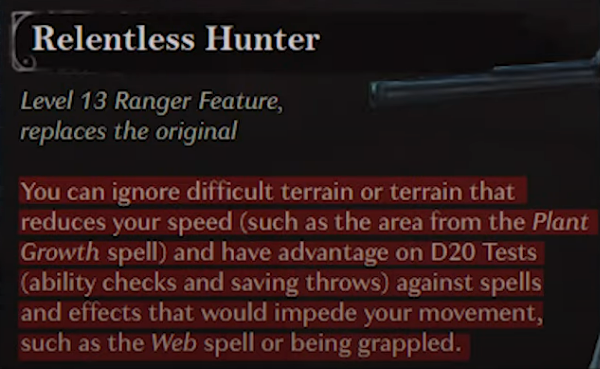 Relentless Hunter
Level 13 Ranger Feature,
replaces the original
You can ignore difficult terrain or terrain that
reduces your speed (such as the area from the Plant
Growth spell) and have advantage on D20 Tests
(ability checks and saving throws) against spells
and effects that would impede your movement,
such as the Web spell or being grappled.